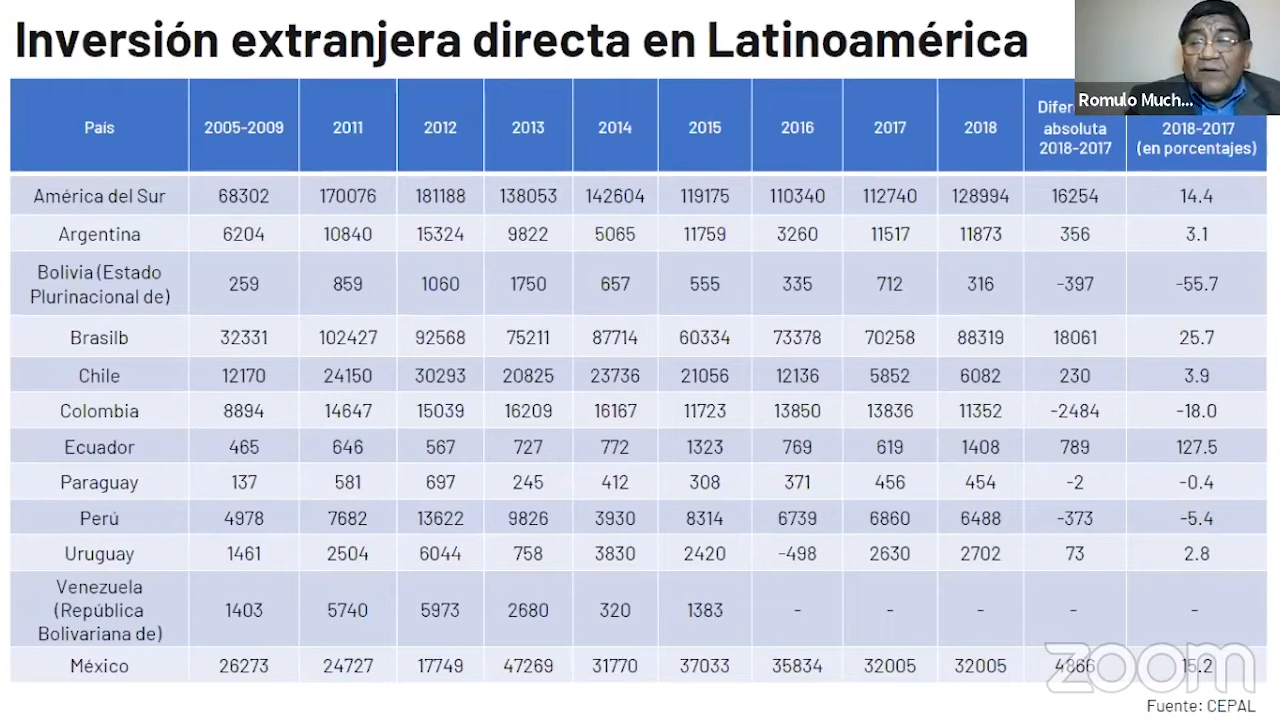 Inversión extranjera directa en Latinoamérica
Romulo Much...
País 2005-2009 2011 2012 2013 2014 2015 2016 2017 2018 absoluta 2018-2017 2018-2017 (en porcentajes)
América del Sur 68302 170076 181188 138053 142604 119175 110340 112740 128994 16254 14.4
Argentina 6204 10840 15324 9822 5065 11759 3260 11517 11873 356 3.1
Bolivia (Estado Plurinacional de) 259 859 1060 1750 657 555 335 712 316 -397 -55.7
Brasilb 32331 102427 92568 75211 87714 60334 73378 70258 88319 18061 25.7
Chile 12170 24150 30293 20825 23736 21056 12136 5852 6082 230 3.9
Colombia 8894 14647 15039 16209 16167 11723 13850 13836 11352 -2484 -18.0
Ecuador 465 646 567 727 772 1323 769 619 1408 789 127.5
Paraguay 137 581 697 245 412 308 371 456 454 -2 -0.4
Perú 4978 7682 13622 9826 3930 8314 6739 6860 6488 -373 -5.4
Uruguay 1461 2504 6044 758 3830 2420 -498 2630 2702 73 2.8
Venezuela (República Bolivariana de) 1403 5740 5973 2680 320 1383 - - - - -
México 26273 24727 17749 47269 31770 37033 35834 32005 32005 4866 15.2
zoom
Fuente: CEPAL